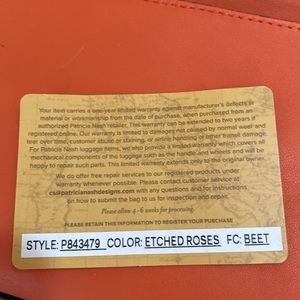 Your item carries a one-year limited warranty against manufacturer's defects in
material or workmanship from the date of purchase, when purchased from an
authorized Patricia Nash retailer. This warranty can be extended to two years if
registered online. Our warranty is limited to damages not caused by normal wear and
tear over time, customer abuse or staining, or airline handling or other transit damage.
For Patricia Nash luggage items, we provide a limited warranty which covers all
mechanical components of the luggage such as the handle, and wheels and will be
happy to repair such parts. This limited warranty extends only to the original owner.
We do offer free repair services to our registered products under
warranty whenever possible. Please contact customer service at
cs@patricianashdesigns.com with any questions and for instructions
on how to submit the bag to us for inspection and repair.
Please allow 4 - 6 weeks for processing.
PLEASE RETAIN THIS INFORMATION TO REGISTER YOUR PURCHASE
STYLE: P843479 COLOR: ETCHED ROSES FC: BEET